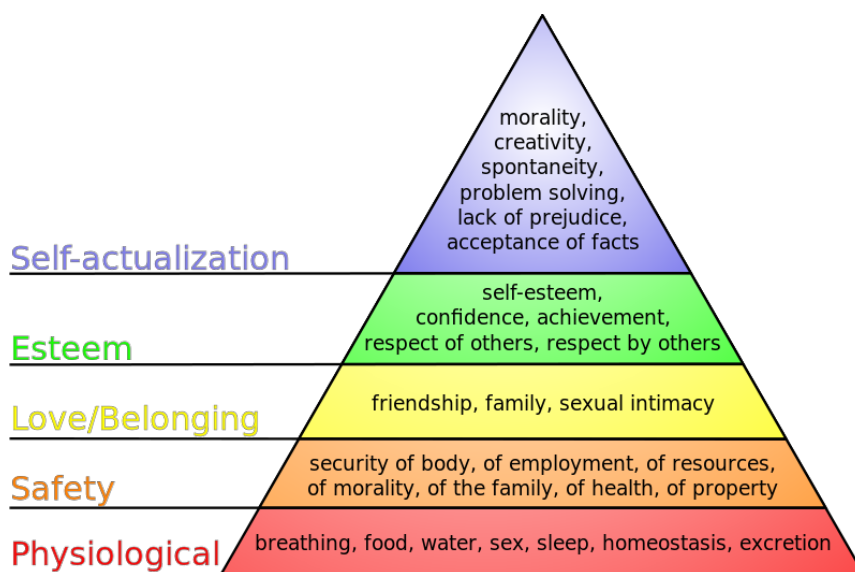 morality,
creativity,
spontaneity,
problem solving,
lack of prejudice,
acceptance of facts
Self-actualization
self-esteem,
confidence, achievement,
respect of others, respect by others
Esteem
friendship, family, sexual intimacy
Love/Belonging
security of body, of employment, of resources,
of morality, of the family, of health, of property
Safety
breathing, food, water, sex, sleep, homeostasis, excretion
Physiological